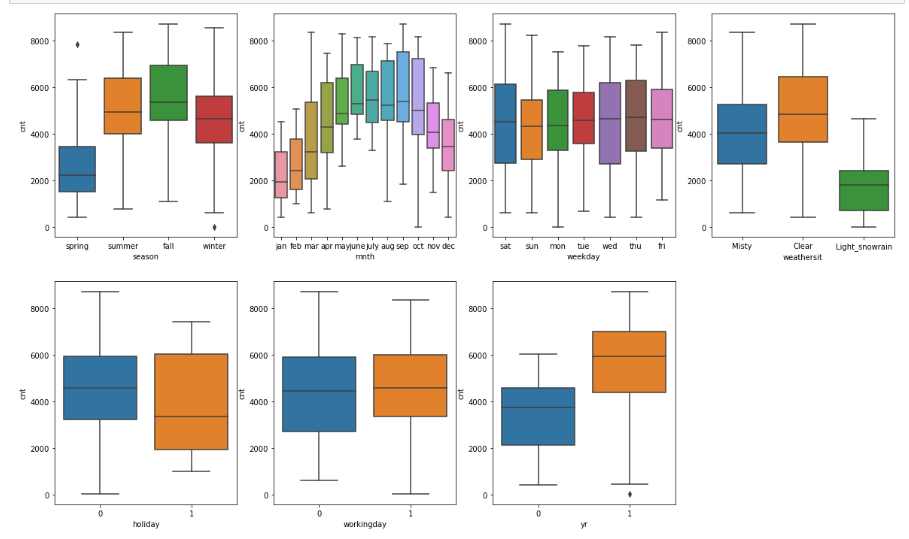 8000
6000
4000
2000
0
cnt
spring summer fall winter
season
8000
6000
4000
2000
0
cnt
jan feb mar apr mayjune july aug sep oct nov dec
mnth
8000
6000
4000
2000
0
cnt
sat sun mon tue wed thu fri
weekday
8000
6000
4000
2000
0
cnt
Misty Clear Light_snowrain
weathersit
8000
6000
4000
2000
0
cnt
0 1
holiday
8000
6000
4000
2000
0
cnt
0 1
workingday
8000
6000
4000
2000
0
cnt
0 1
yr